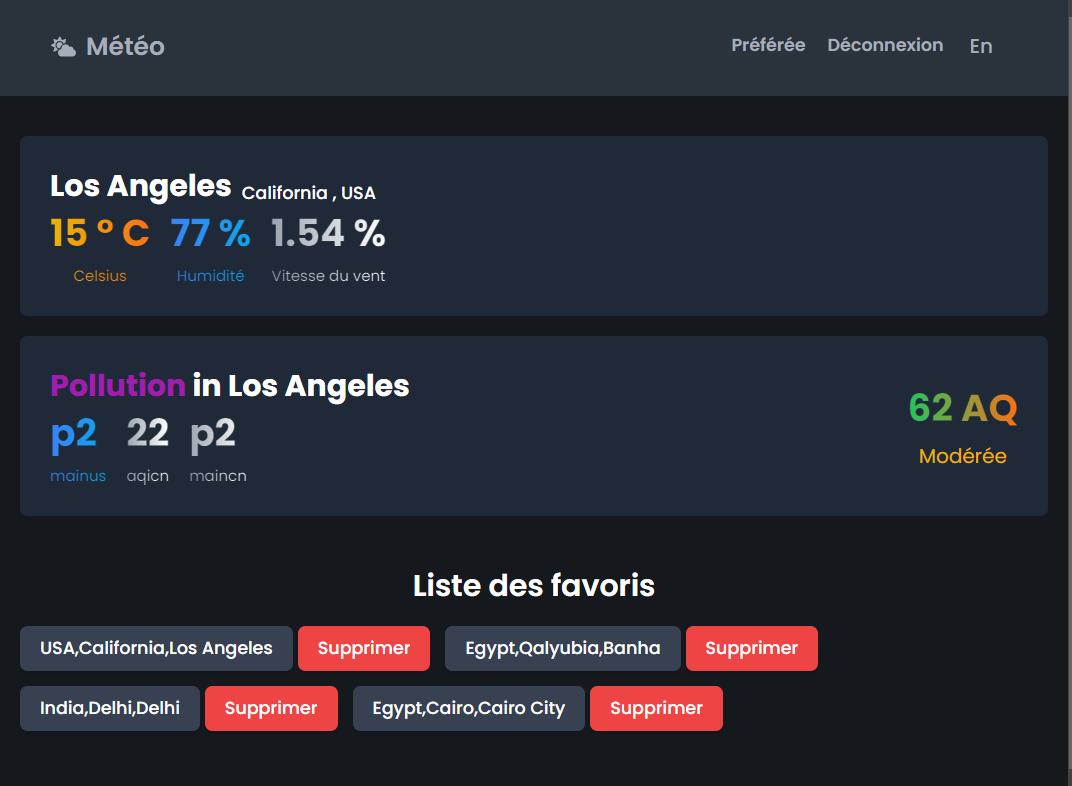 Météo
Préférée Déconnexion En
Los Angeles California , USA
15 ° C 77 % 1.54 %
Celsius Humidité Vitesse du vent
Pollution in Los Angeles
p2 22 p2
mainus aqicn maincn
62 AQ
Modérée
Liste des favoris
USA,California,Los Angeles Supprimer Egypt,Qalyubia,Banha Supprimer
India,Delhi,Delhi Supprimer Egypt,Cairo,Cairo City Supprimer